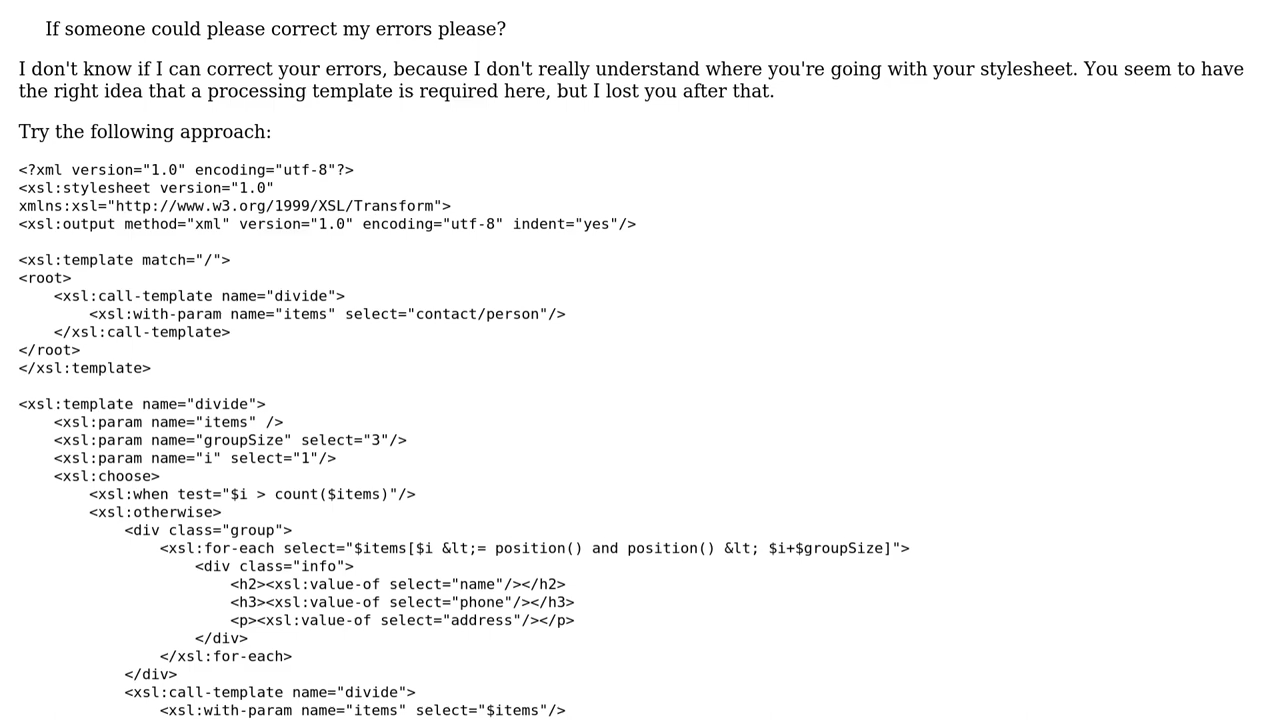 If someone could please correct my errors please?
I don't know if I can correct your errors, because I don't really understand where you're going with your stylesheet. You seem to have
the right idea that a processing template is required here, but I lost you after that.
Try the following approach:
<?xml version="1.0" encoding="utf-8"?>
<xsl:stylesheet version="1.0"
xmlns:xsl="http://www.w3.org/1999/XSL/Transform">
<xsl:output method="xml" version="1.0" encoding="utf-8" indent="yes"/>

<xsl:template match="/">
<root>
    <xsl:call-template name="divide">
        <xsl:with-param name="items" select="contact/person"/>
    </xsl:call-template>
</root>
</xsl:template>

<xsl:template name="divide">
    <xsl:param name="items" />
    <xsl:param name="groupSize" select="3"/>
    <xsl:param name="i" select="1"/>
    <xsl:choose>
        <xsl:when test="$i > count($items)"/>
        <xsl:otherwise>
            <div class="group">
                <xsl:for-each select="$items[$i &lt;= position() and position() &lt; $i+$groupSize]">
                    <div class="info">
                        <h2><xsl:value-of select="name"/></h2>
                        <h3><xsl:value-of select="phone"/></h3>
                        <p><xsl:value-of select="address"/></p>
                    </div>
                </xsl:for-each>
            </div>
            <xsl:call-template name="divide">
                <xsl:with-param name="items" select="$items"/>